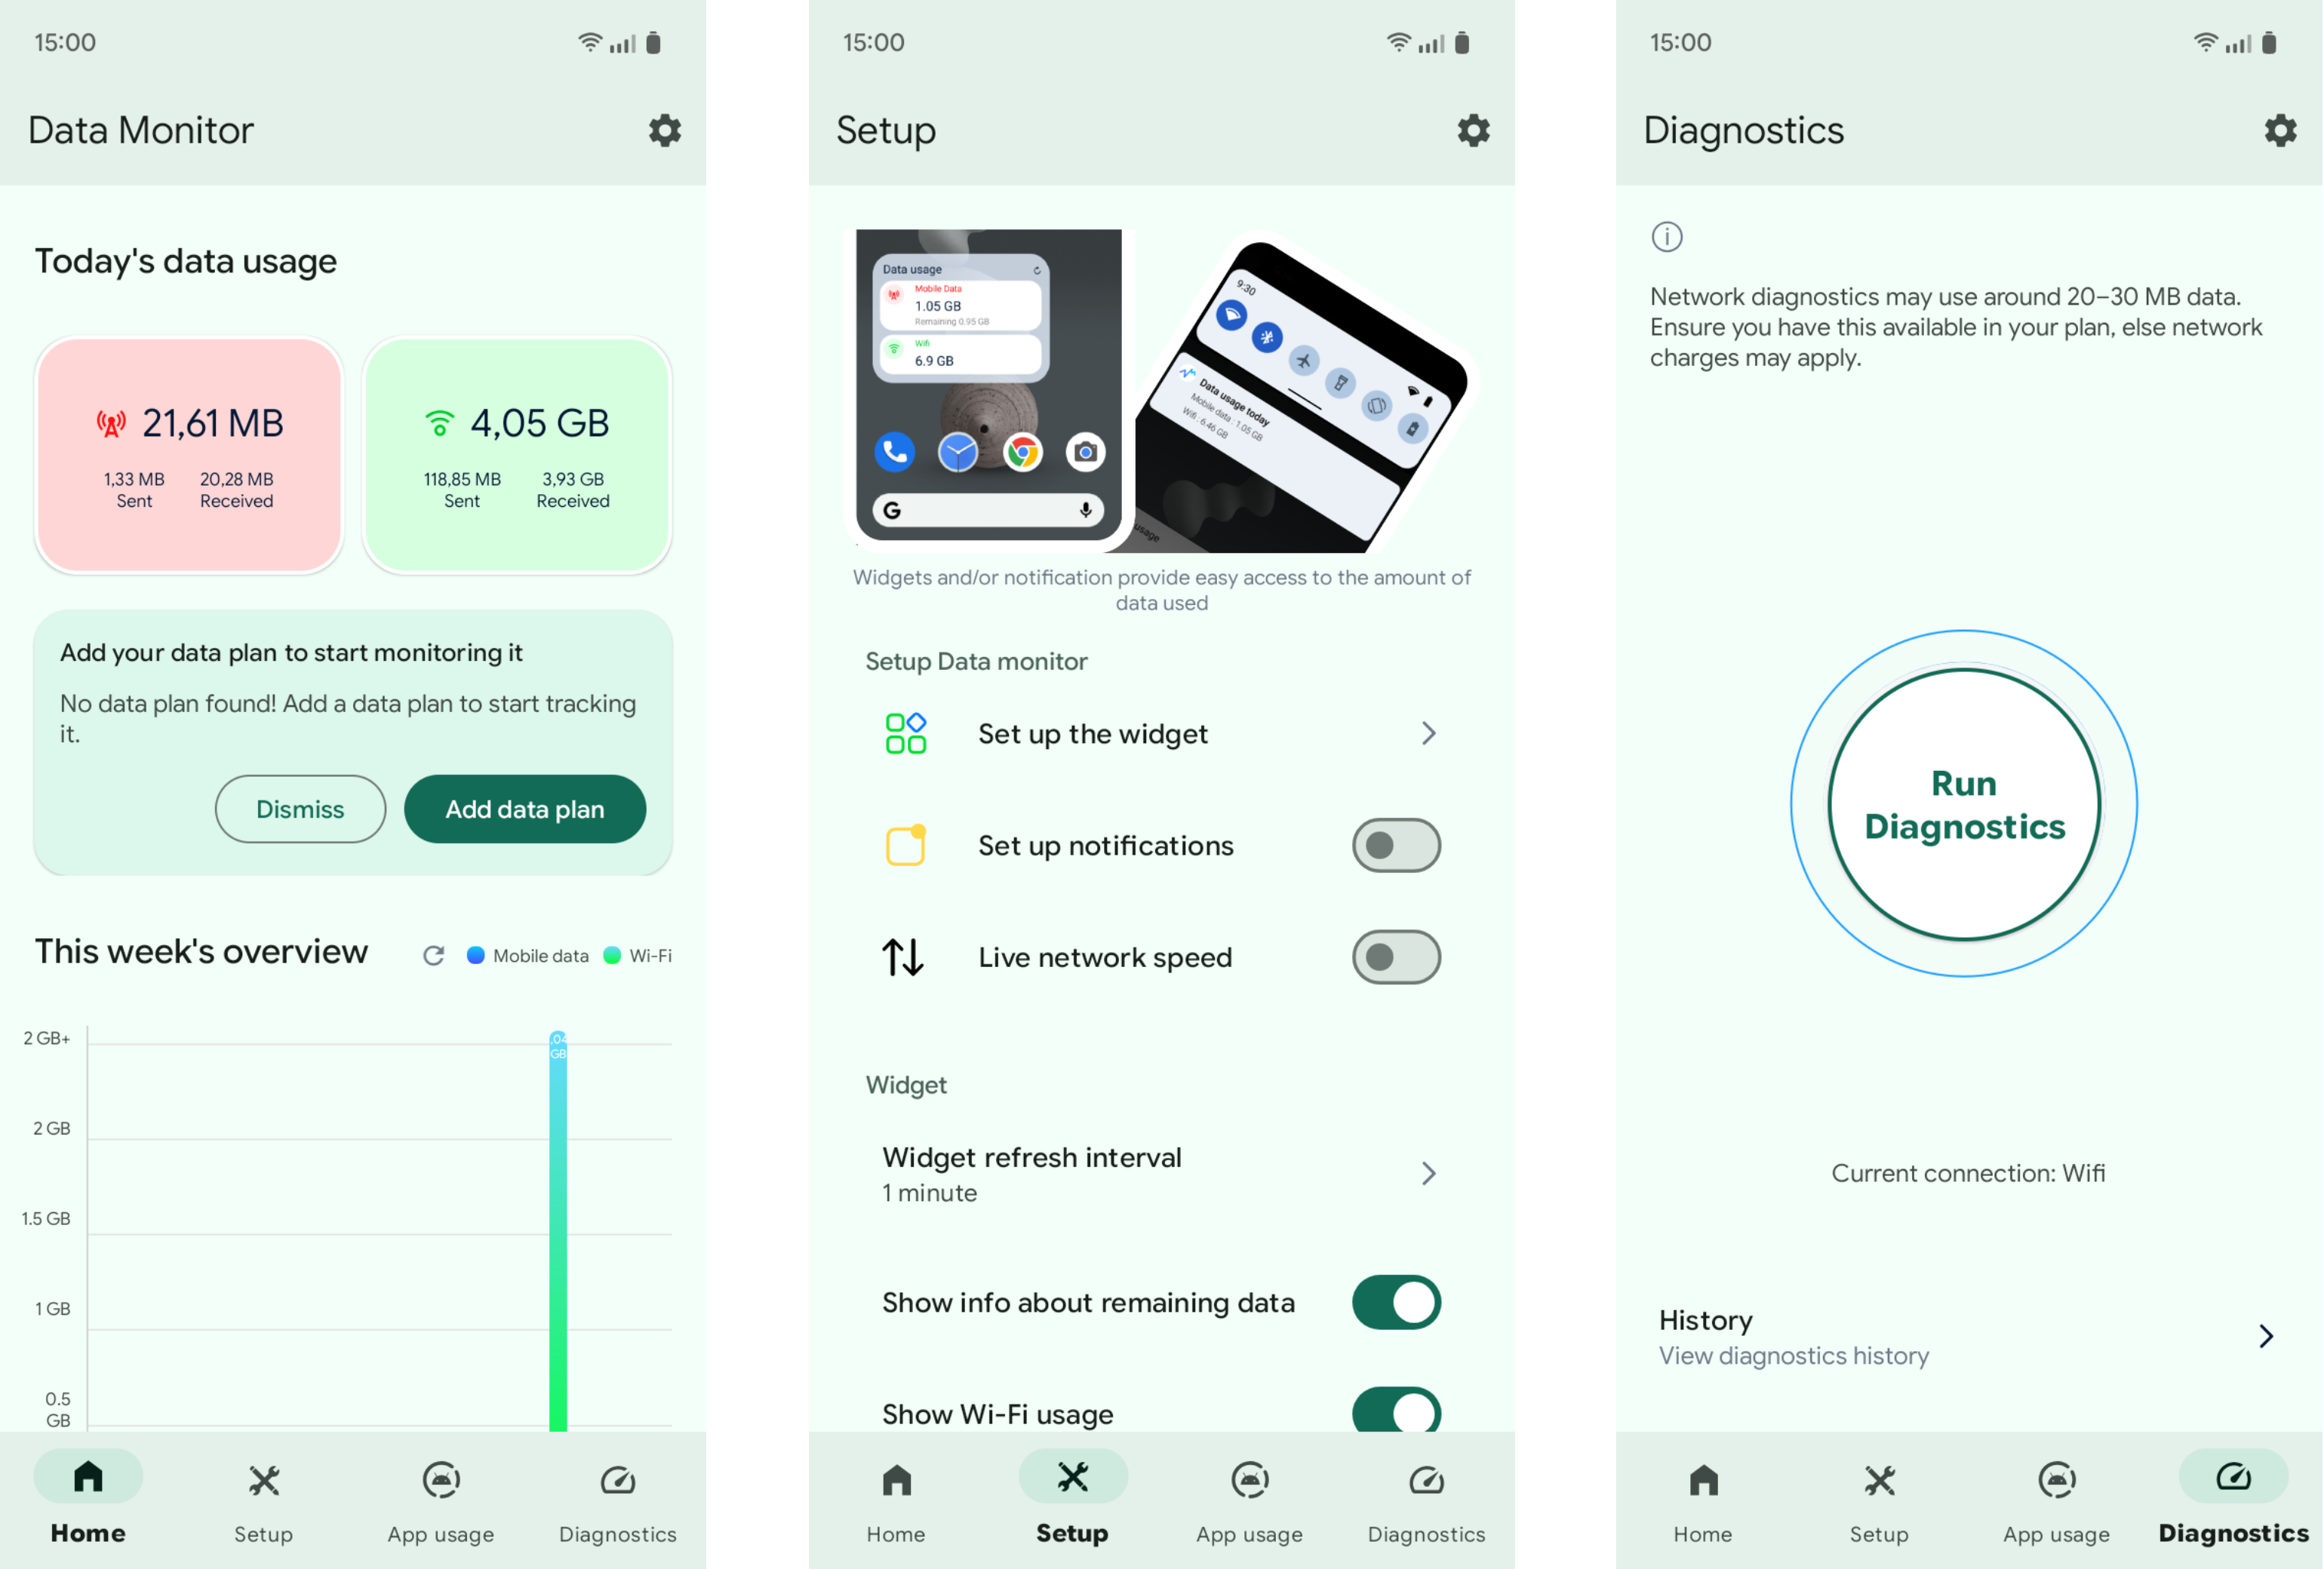 15:00
Data Monitor
Today's data usage
21,61 MB
1,33 MB
Sent
20,28 MB
Received
4,05 GB
118,85 MB
Sent
3,93 GB
Received
Add your data plan to start monitoring it
No data plan found! Add a data plan to start tracking
it.
Dismiss
Add data plan
This week's overview
Mobile data
Wi-Fi
2 GB+
2 GB
1.5 GB
1 GB
0.5
GB
.04
GB
Home
Setup
App usage
Diagnostics
15:00
Setup
Data usage
Mobile Data
1.05 GB
Remaining 0.95 GB
Wifi
6.9 GB
G
9:30
Data usage today
Mobile data : 1.05 GB
Wifi : 6.46 GB
usage
Widgets and/or notification provide easy access to the amount of
data used
Setup Data monitor
Set up the widget
Set up notifications
Live network speed
Widget
Widget refresh interval
1 minute
Show info about remaining data
Show Wi-Fi usage
Home
Setup
App usage
Diagnostics
15:00
Diagnostics
Network diagnostics may use around 20–30 MB data.
Ensure you have this available in your plan, else network
charges may apply.
Run
Diagnostics
Current connection: Wifi
History
View diagnostics history
Home
Setup
App usage
Diagnostics